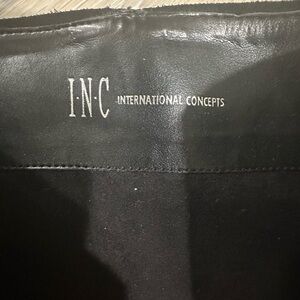 I·N·C INTERNATIONAL CONCEPTS